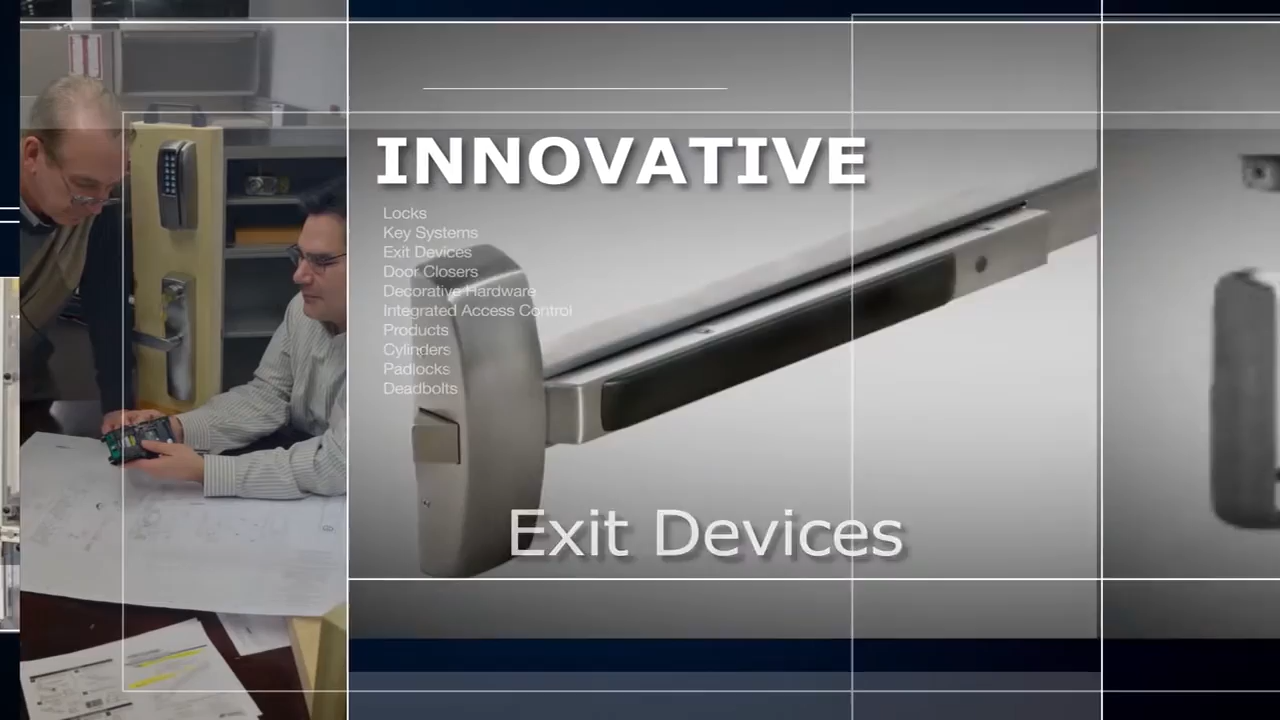 INNOVATIVE
Locks
Key Systems
Exit Devices
Door Closers
Decorative Hardware
Integrated Access Control
Products
Cylinders
Padlocks
Deadbolts
Exit Devices